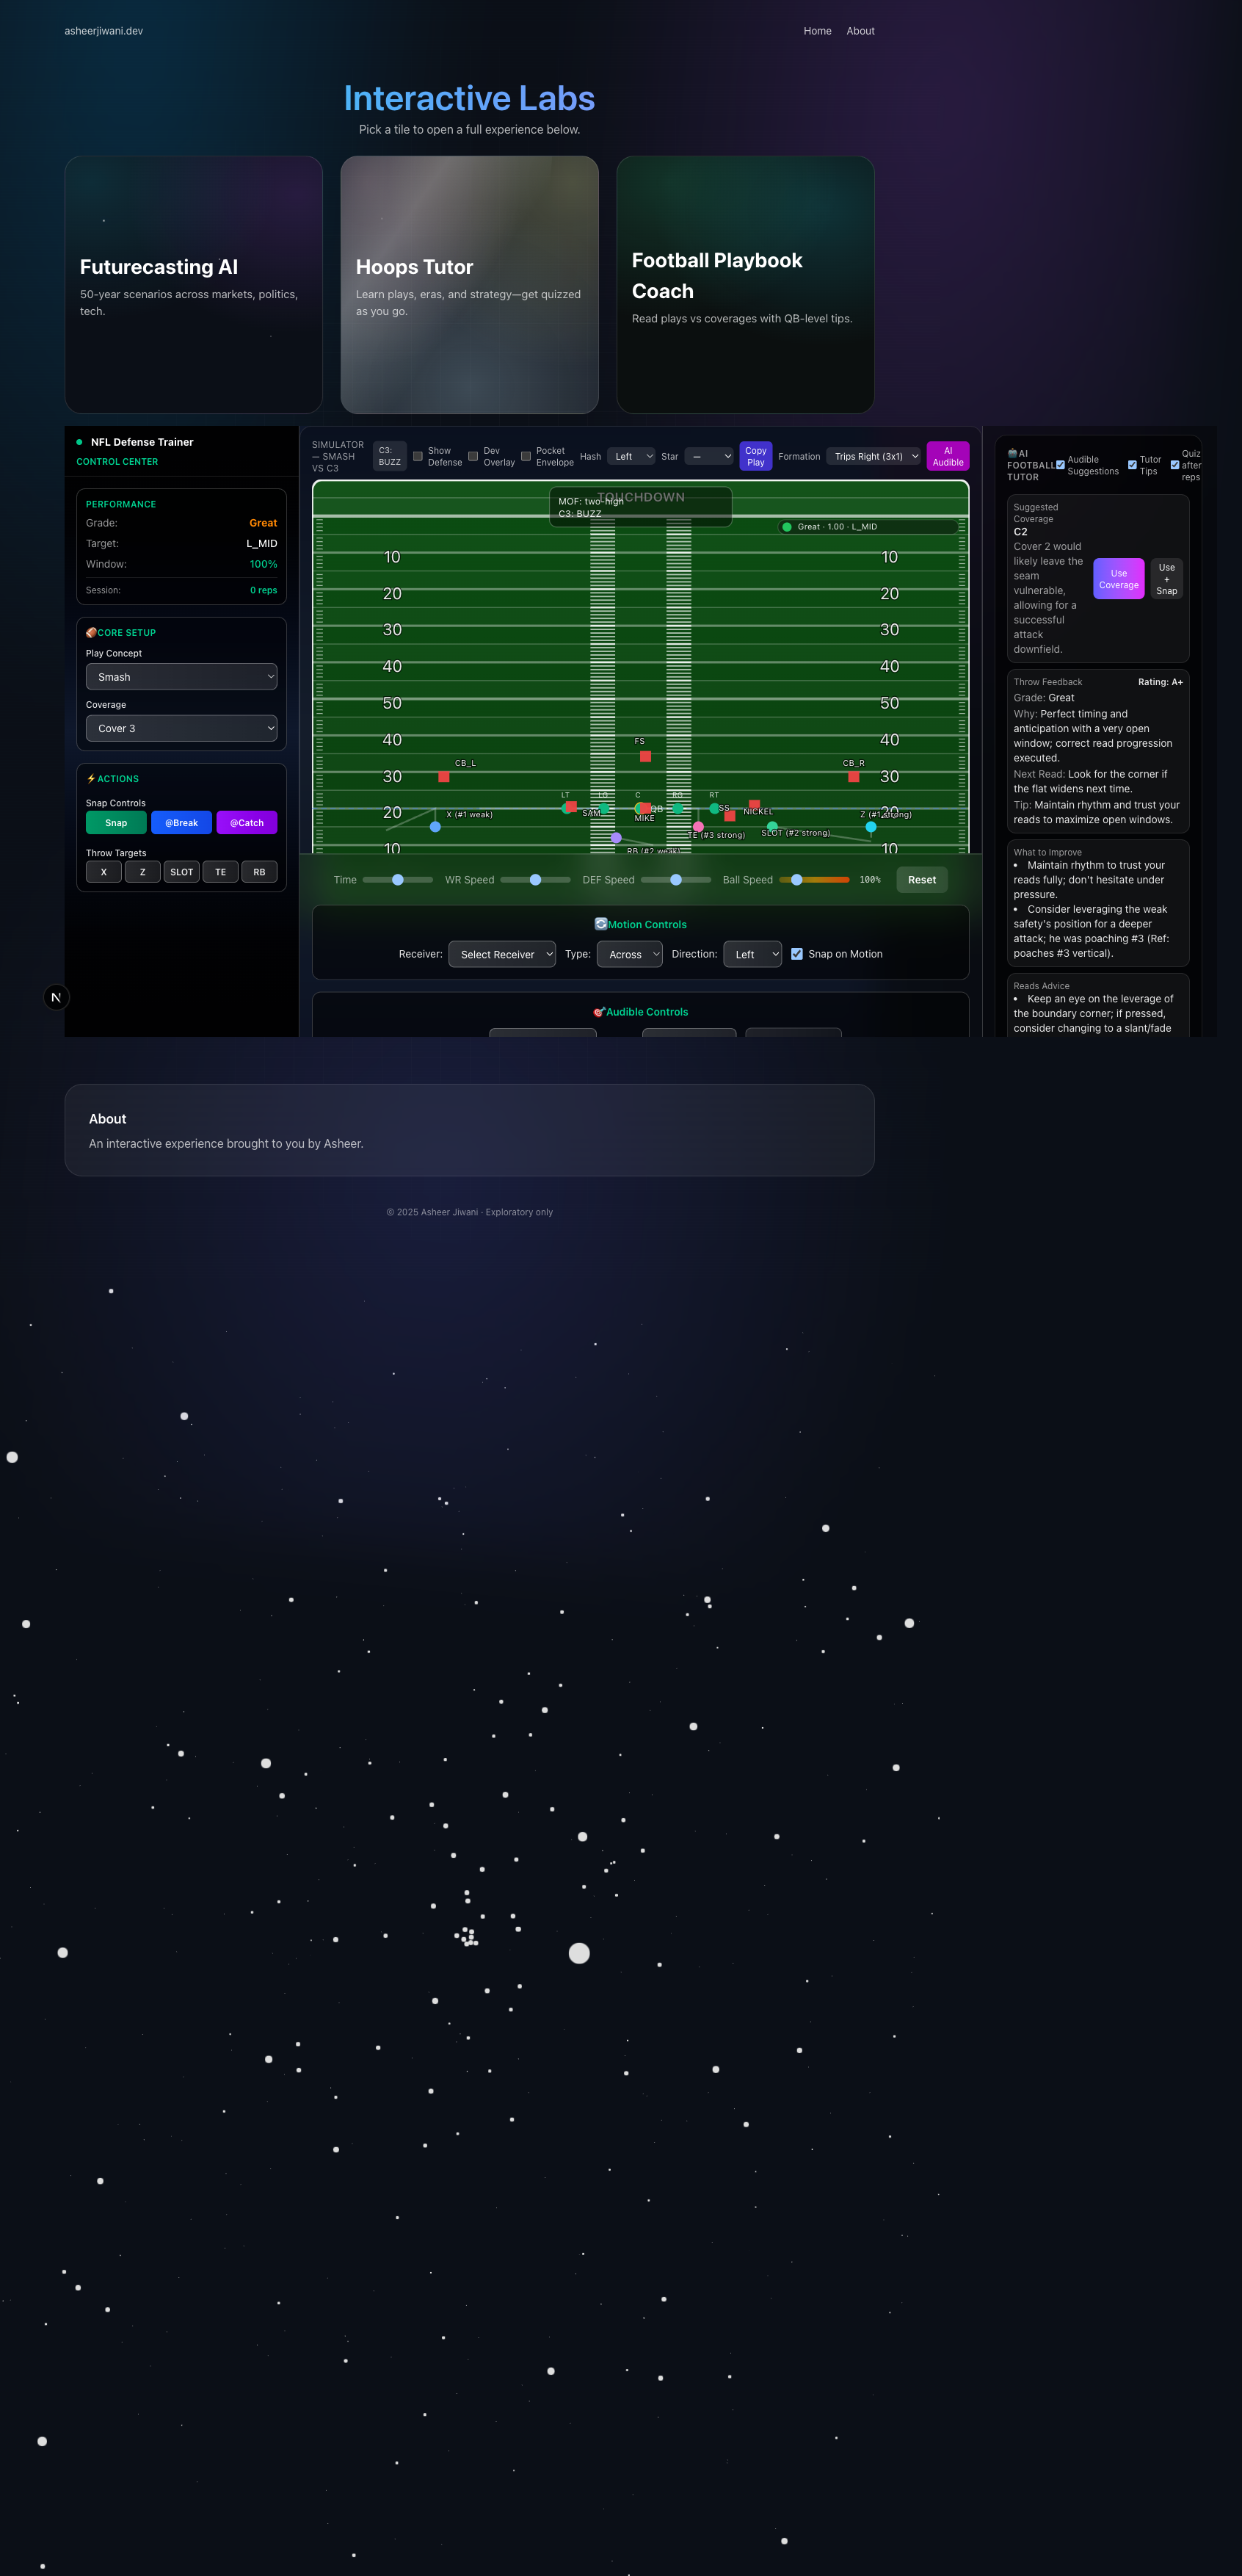 asheerjiwani.dev
Home
About
Interactive Labs
Pick a tile to open a full experience below.
Futurecasting AI
50-year scenarios across markets, politics,
tech.
Hoops Tutor
Learn plays, eras, and strategy—get quizzed
as you go.
Football Playbook
Coach
Read plays vs coverages with QB-level tips.
NFL Defense Trainer
CONTROL CENTER
PERFORMANCE
Grade: Great
Target: L_MID
Window: 100%
Session: 0 reps
CORE SETUP
Play Concept
Smash
Coverage
Cover 3
ACTIONS
Snap Controls
Snap
@Break
@Catch
Throw Targets
X
Z
SLOT
TE
RB
SIMULATOR
— SMASH
VS C3
C3:
BUZZ
Show
Defense
Dev
Overlay
Pocket
Envelope
Hash
Left
Star
—
Copy
Play
Formation
Trips Right (3x1)
AI
Audible
TOUCHDOWN
MOF: two-high
C3: BUZZ
Great · 1.00 · L_MID
10
10
20
20
30
30
40
40
50
50
40
40
FS
CB_L
CB_R
30
30
LT
LG
C
RG
RT
20
20
X (#1 weak)
SAM
MIKE
QB
SS
NICKEL
Z (#1 strong)
TE (#3 strong)
SLOT (#2 strong)
10
10
RB (#2 weak)
Time
WR Speed
DEF Speed
Ball Speed
100%
Reset
Motion Controls
Receiver:
Select Receiver
Type:
Across
Direction:
Left
Snap on Motion
Audible Controls
AI
FOOTBALL
TUTOR
Audible
Suggestions
Tutor
Tips
Quiz
after
reps
Suggested
Coverage
C2
Cover 2 would
likely leave the
seam
vulnerable,
allowing for a
successful
attack
downfield.
Use
Coverage
Use
+
Snap
Throw Feedback
Rating: A+
Grade: Great
Why: Perfect timing and
anticipation with a very open
window; correct read progression
executed.
Next Read: Look for the corner if
the flat widens next time.
Tip: Maintain rhythm and trust your
reads to maximize open windows.
What to Improve
• Maintain rhythm to trust your
reads fully; don't hesitate under
pressure.
• Consider leveraging the weak
safety's position for a deeper
attack; he was poaching #3 (Ref:
poaches #3 vertical).
Reads Advice
• Keep an eye on the leverage of
the boundary corner; if pressed,
consider changing to a slant/fade
N
About
An interactive experience brought to you by Asheer.
© 2025 Asheer Jiwani · Exploratory only